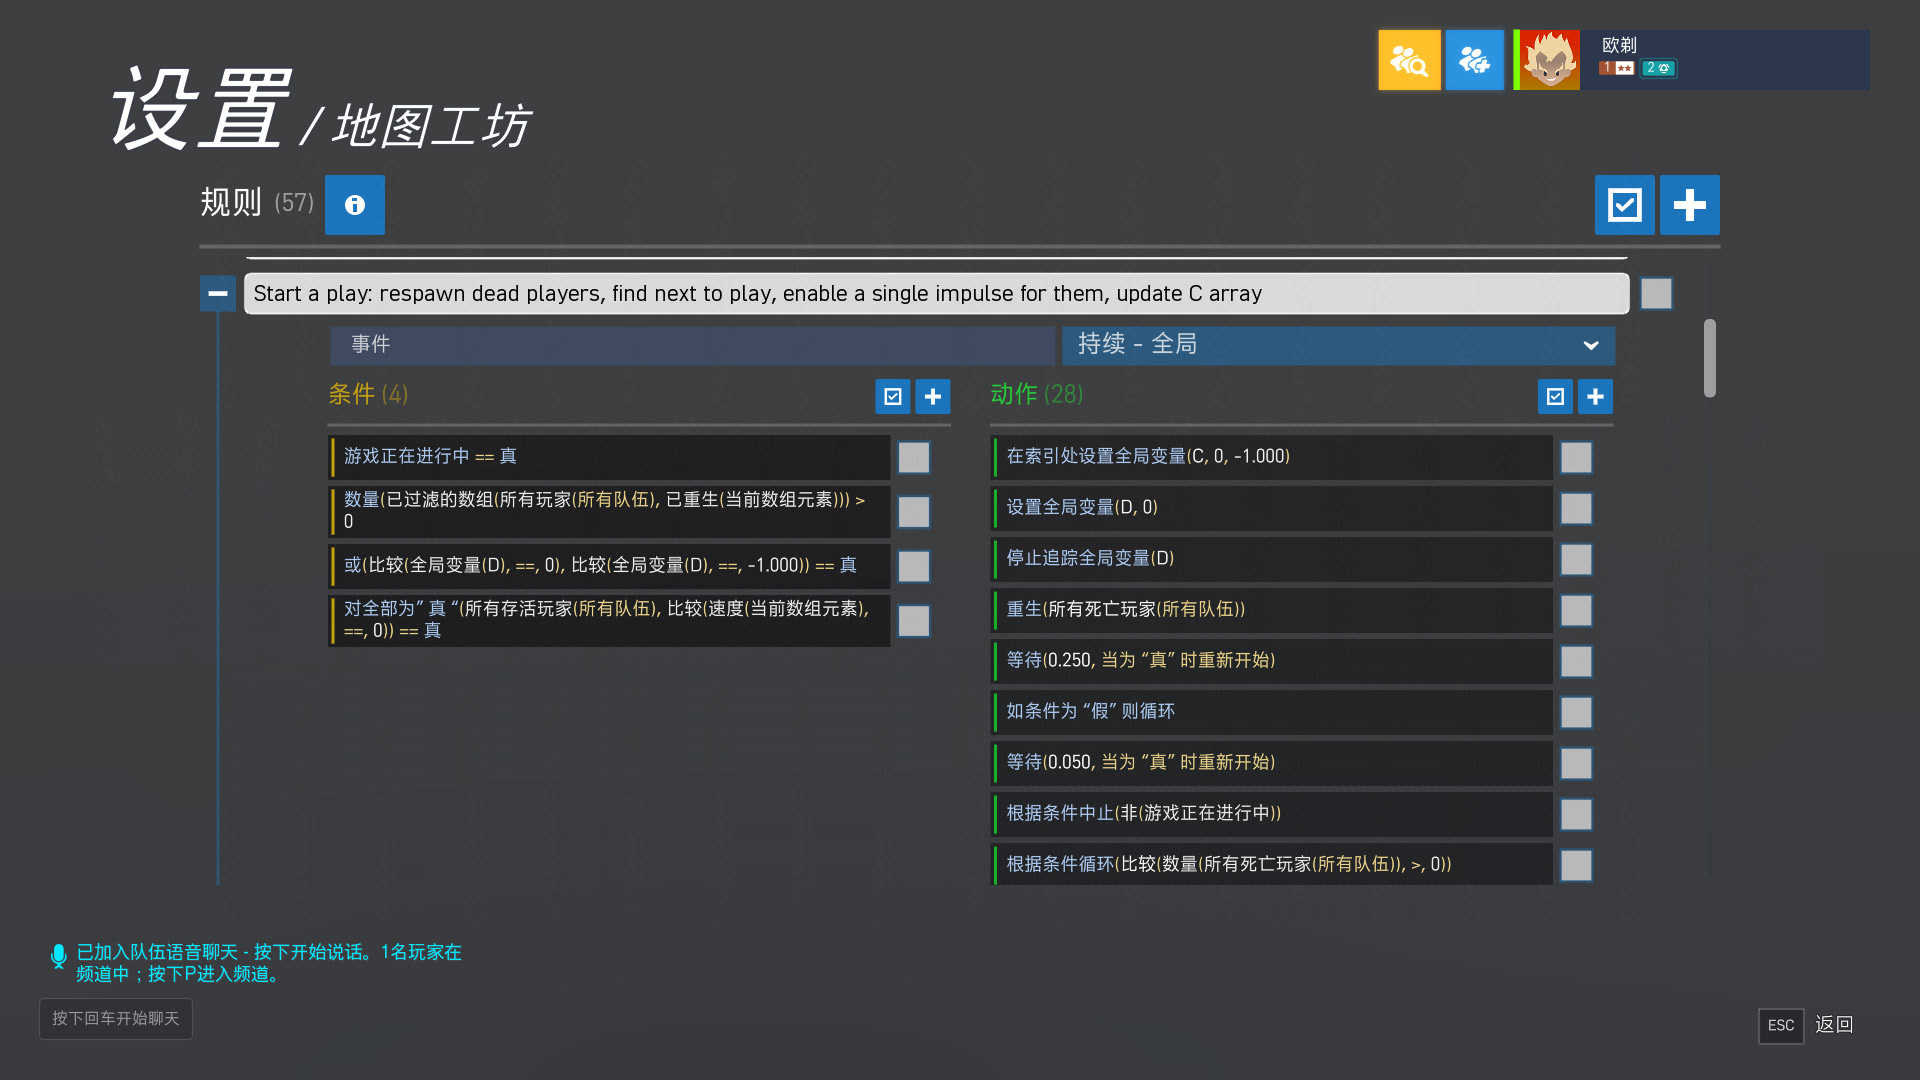 设置 / 地图工坊
欧剃
1 2
规则 (57)
Start a play: respawn dead players, find next to play, enable a single impulse for them, update C array
事件
持续 - 全局
条件 (4)
游戏正在进行中 == 真
数量(已过滤的数组(所有玩家(所有队伍), 已重生(当前数组元素))) >
0
或(比较(全局变量(D), ==, 0), 比较(全局变量(D), ==, -1.000)) == 真
对全部为” 真 “(所有存活玩家(所有队伍), 比较(速度(当前数组元素),
==, 0)) == 真
动作 (28)
在索引处设置全局变量(C, 0, -1.000)
设置全局变量(D, 0)
停止追踪全局变量(D)
重生(所有死亡玩家(所有队伍))
等待(0.250, 当为 “真” 时重新开始)
如条件为 “假” 则循环
等待(0.050, 当为 “真” 时重新开始)
根据条件中止(非(游戏正在进行中))
根据条件循环(比较(数量(所有死亡玩家(所有队伍)), >, 0))
已加入队伍语音聊天 - 按下开始说话。1名玩家在
频道中；按下P进入频道。
按下回车开始聊天
ESC 返回